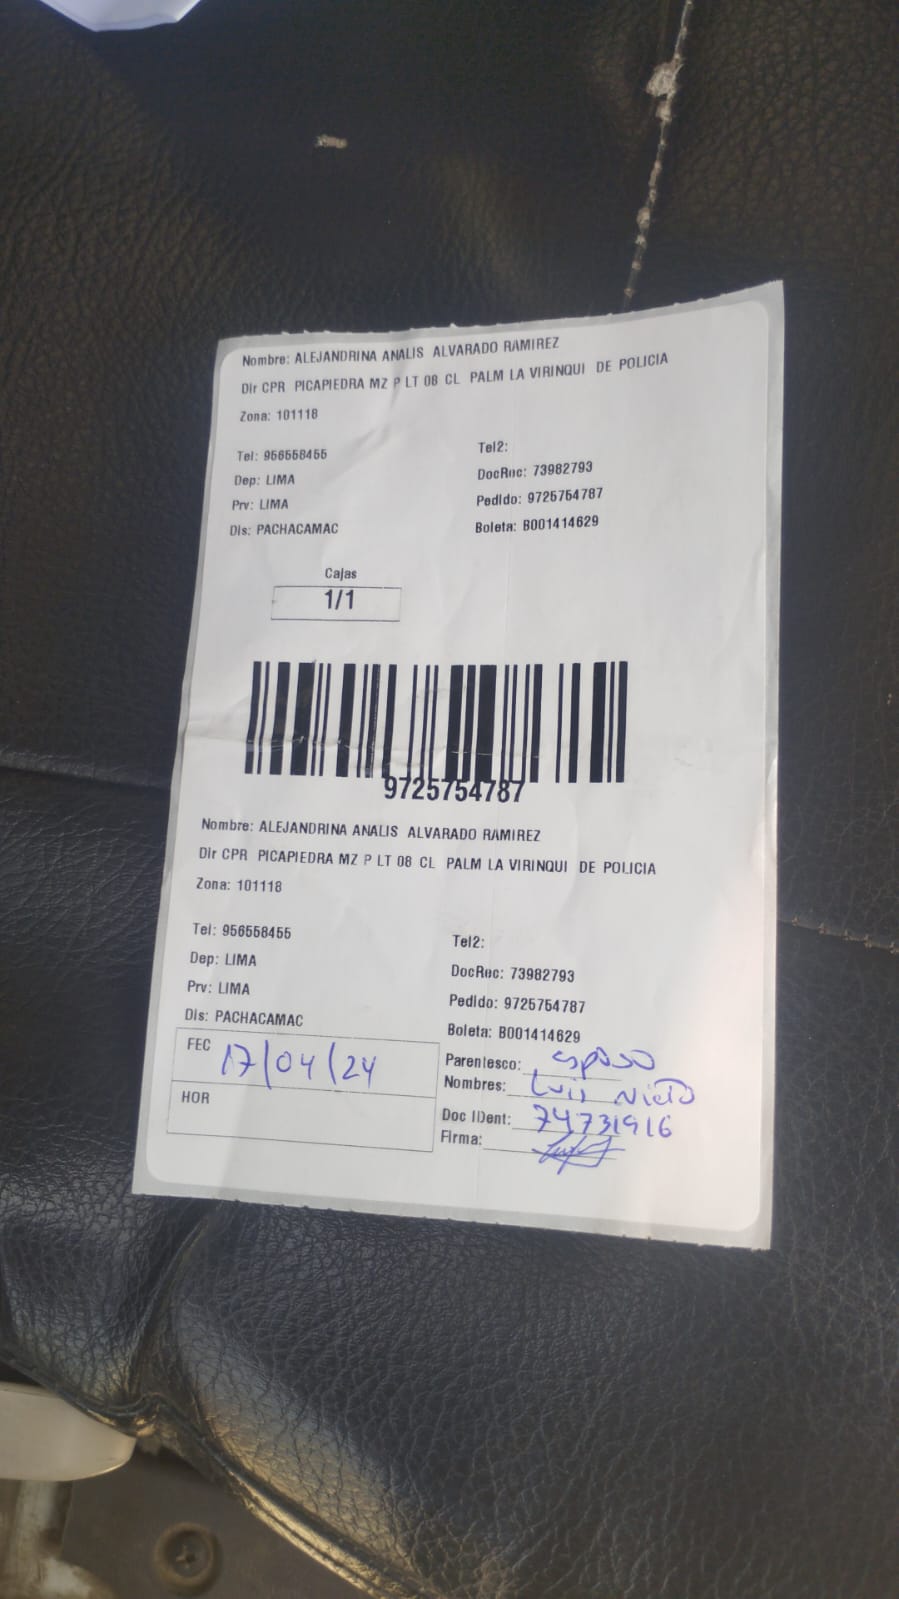 Nombre: ALEJANDRINA ANALIS ALVARADO RAMIREZ
Dir CPR PICAPIEDRA MZ P LT 08 CL PALM LA VIRINQUI DE POLICIA
Zona: 101118
Tel: 956558455 Tel2:
Dep: LIMA DocRec: 73982793
Prv: LIMA Pedido: 9725754787
Dis: PACHACAMAC Boleta: B001414629
Cajas
1/1
9725754787
Nombre: ALEJANDRINA ANALIS ALVARADO RAMIREZ
Dir CPR PICAPIEDRA MZ P LT 08 CL PALM LA VIRINQUI DE POLICIA
Zona: 101118
Tel: 956558455 Tel2:
Dep: LIMA DocRec: 73982793
Prv: LIMA Pedido: 9725754787
Dis: PACHACAMAC Boleta: B001414629
FEC 17/04/24 Parentesco: esposo
Nombres: Luis Nieto
HOR Doc IDent: 74731916
Firma: